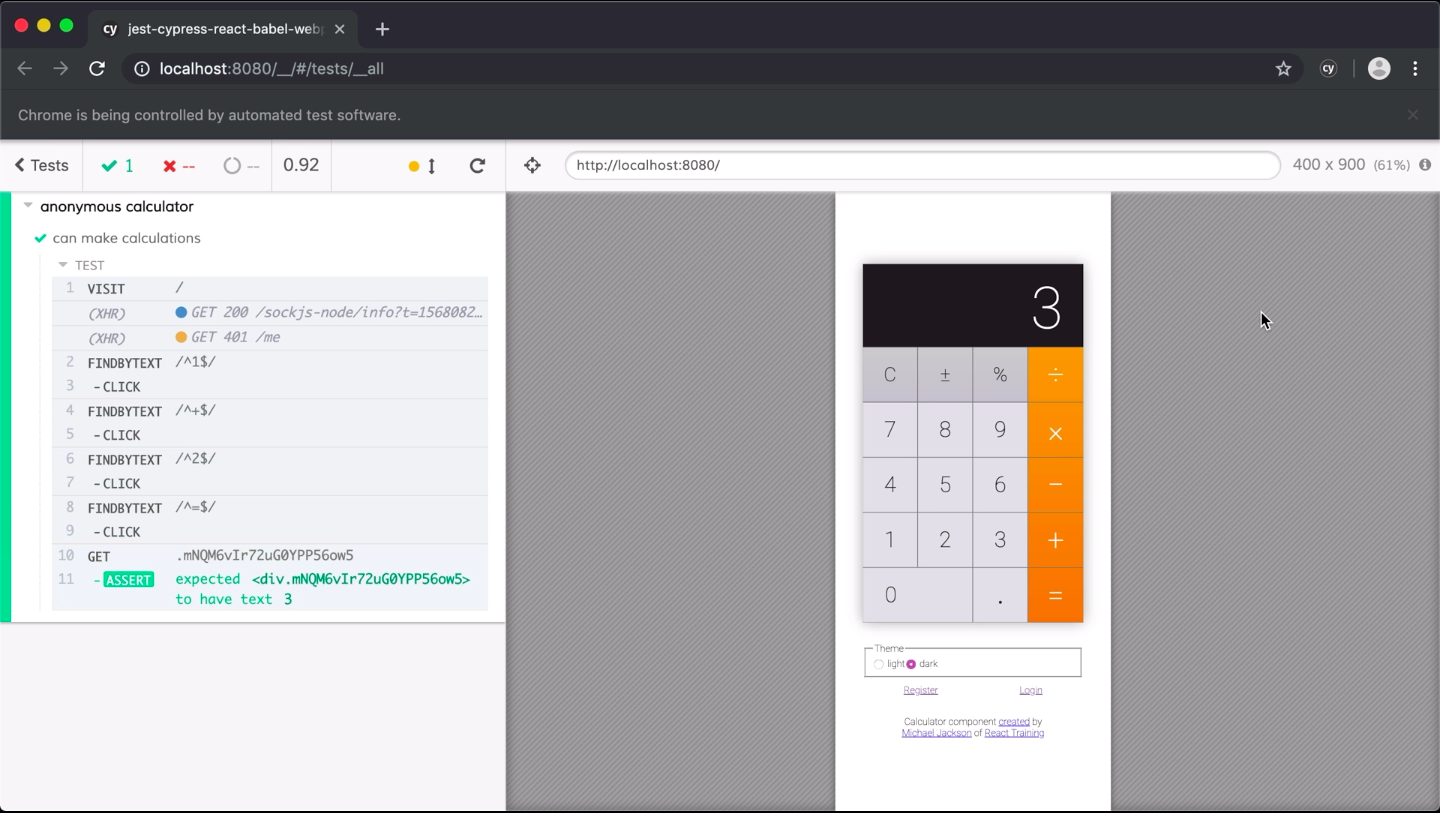 cy jest-cypress-react-babel-webp
localhost:8080/__/#/tests/__all
cy
Chrome is being controlled by automated test software.
Tests
1
--
--
0.92
http://localhost:8080/
400 x 900 (61%)
anonymous calculator
can make calculations
TEST
1 VISIT /
(XHR) GET 200 /sockjs-node/info?t=1568082…
(XHR) GET 401 /me
2 FINDBYTEXT /^1$/
3 -CLICK
4 FINDBYTEXT /^+$/
5 -CLICK
6 FINDBYTEXT /^2$/
7 -CLICK
8 FINDBYTEXT /^=$/
9 -CLICK
10 GET .mNQM6vIr72uG0YPP56ow5
11 -ASSERT expected <div.mNQM6vIr72uG0YPP56ow5>
to have text 3
3
C ± % ÷
7 8 9 ×
4 5 6 −
1 2 3 +
0 . =
Theme
light dark
Register Login
Calculator component created by
Michael Jackson of React Training